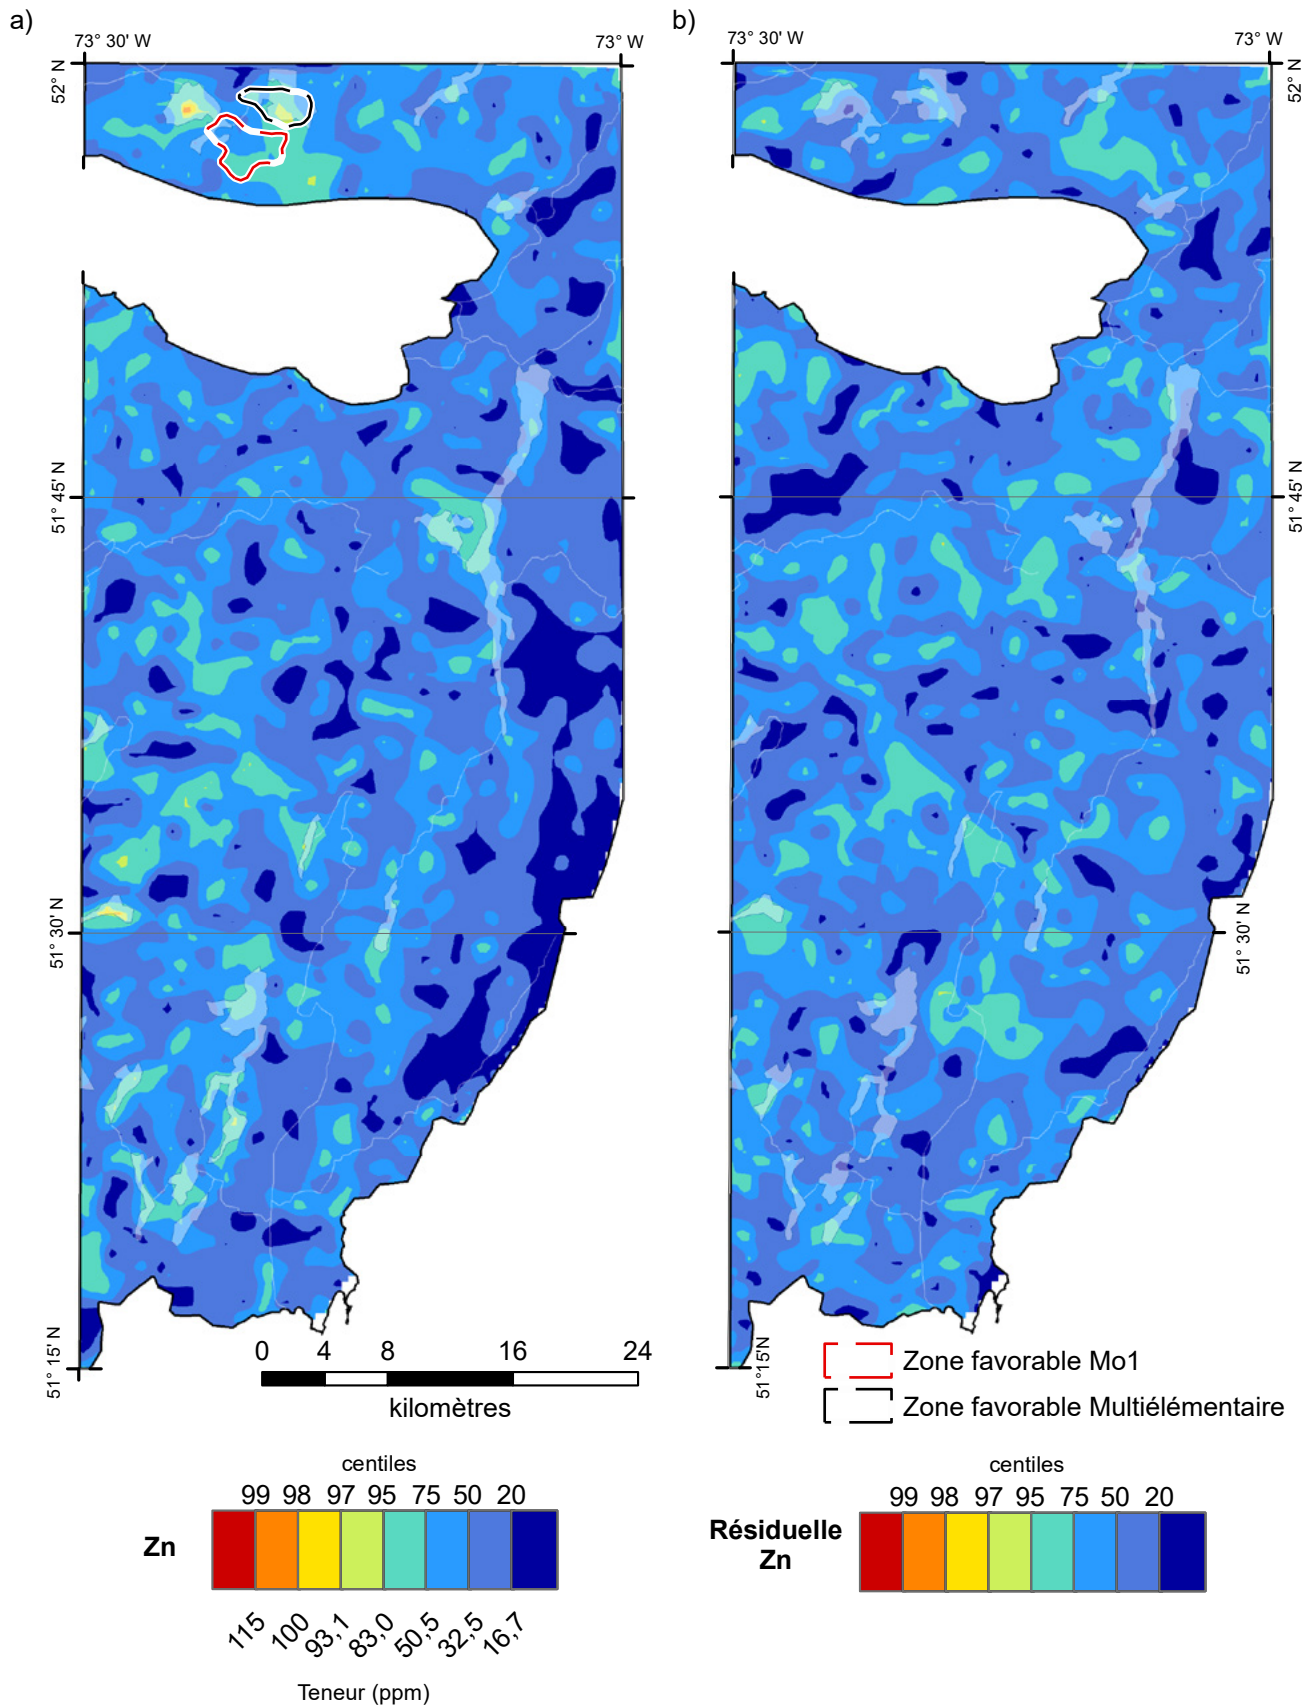 a)
73° 30' W
73° W
52° N
51° 45' N
51° 30' N
51° 15' N
0 4 8 16 24
kilomètres
centiles
99 98 97 95 75 50 20
Zn
115 100 93,1 83,0 50,5 32,5 16,7
Teneur (ppm)
b)
73° 30' W
73° W
52° N
51° 45' N
51° 30' N
51°15'N
Zone favorable Mo1
Zone favorable Multiélémentaire
centiles
99 98 97 95 75 50 20
Résiduelle
Zn